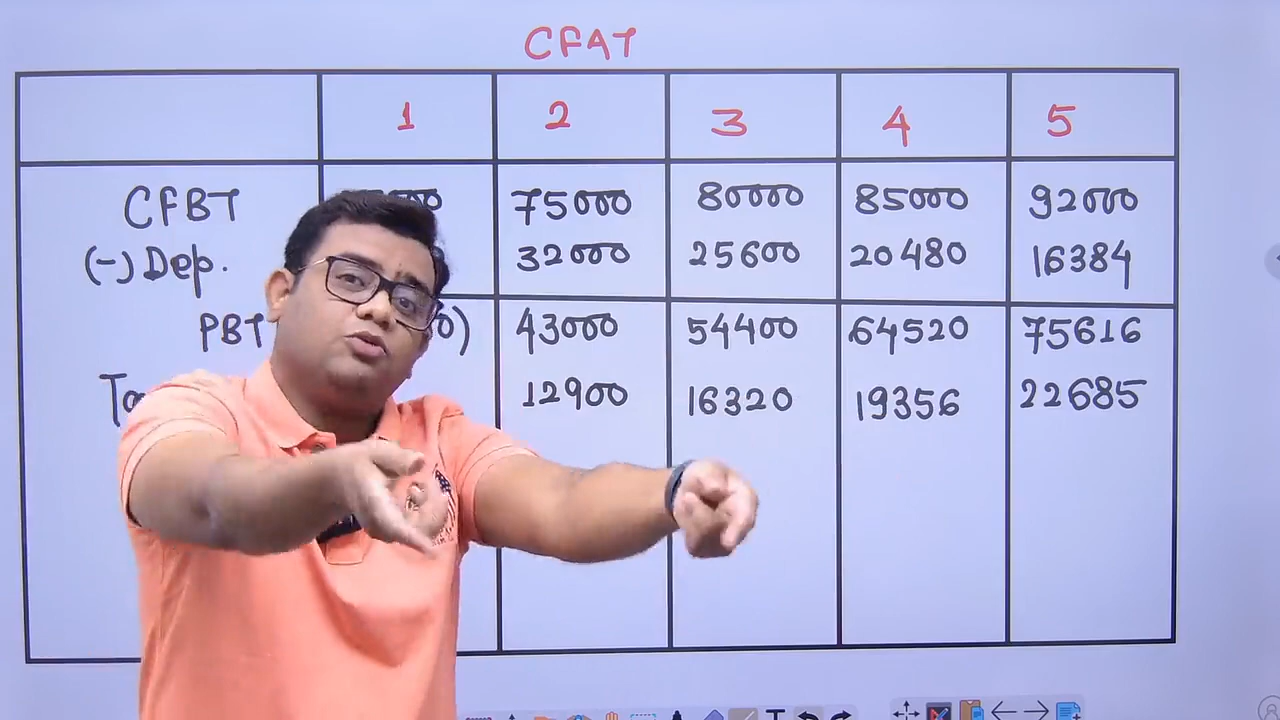 CFAT
1 2 3 4 5
CFBT 75000 80000 85000 92000
(-) Dep. 32000 25600 20480 16384
PBT 43000 54400 64520 75616
12900 16320 19356 22685